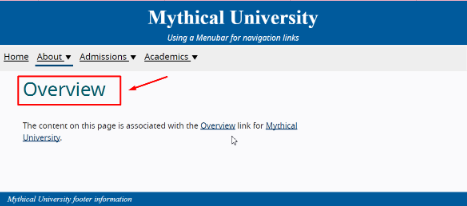 Mythical University
Using a Menubar for navigation links
Home About ▼ Admissions ▼ Academics ▼
Overview
The content on this page is associated with the Overview link for Mythical
University.
Mythical University footer information